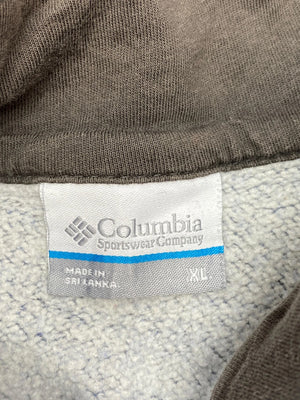 Columbia
Sportswear Company
MADE IN
SRI LANKA
XL